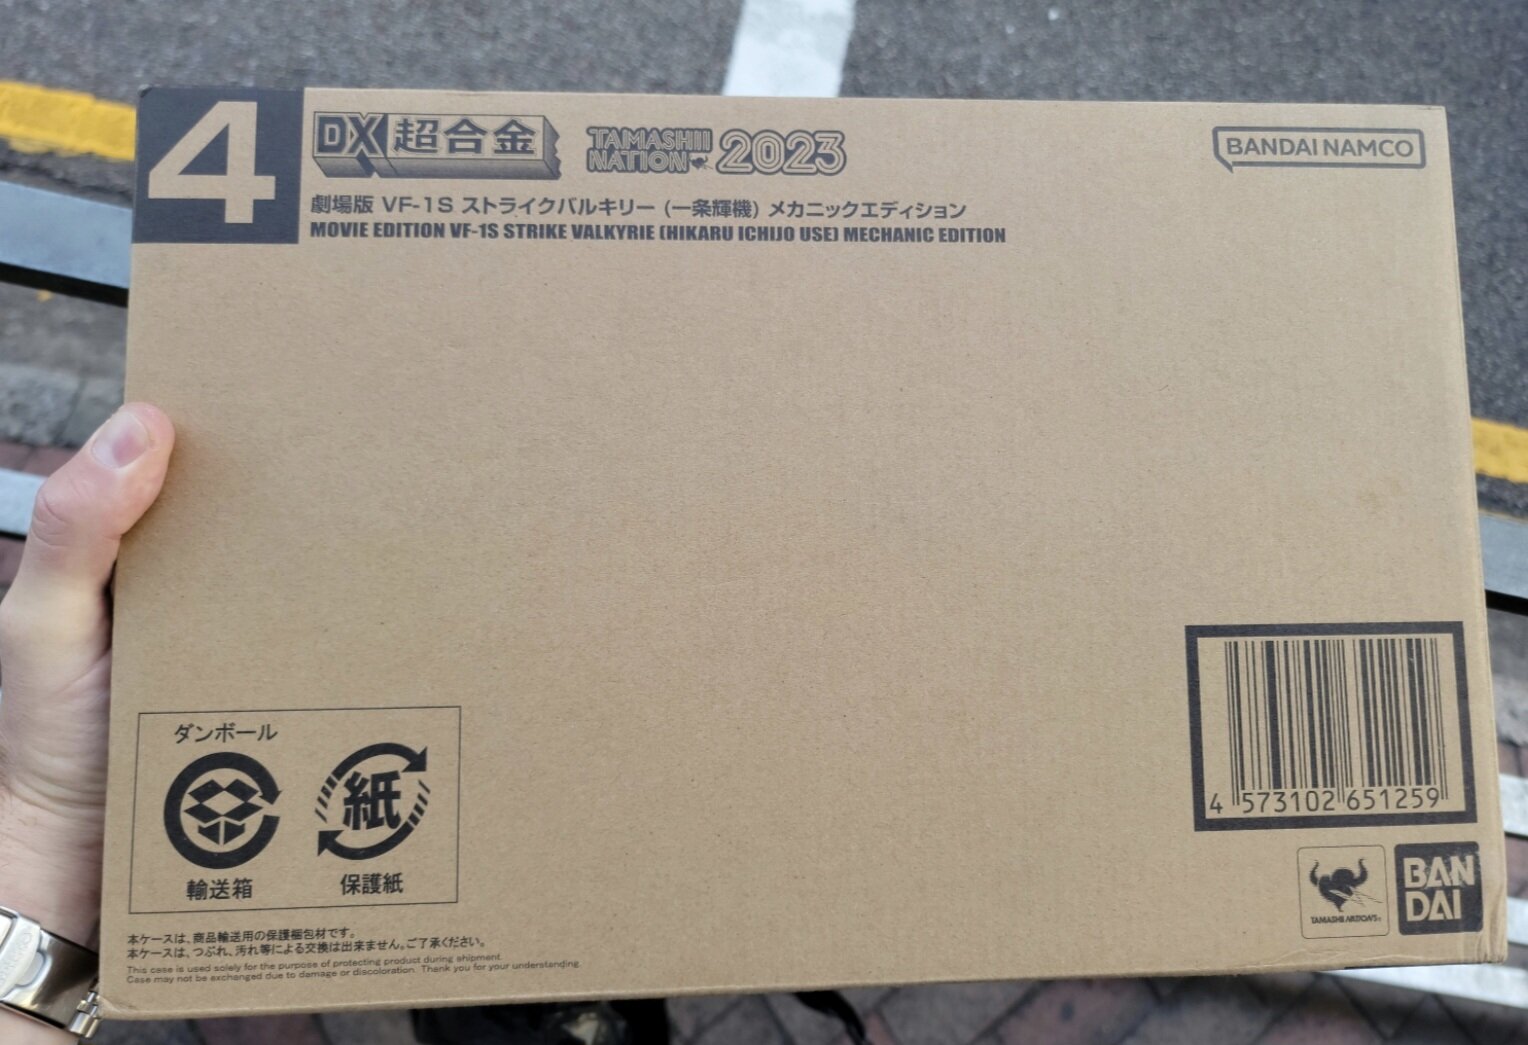 4
DX超合金
TAMASHII NATION 2023
BANDAI NAMCO
劇場版 VF-1S ストライクバルキリー (一条輝機) メカニックエディション
MOVIE EDITION VF-1S STRIKE VALKYRIE (HIKARU ICHIJO USE) MECHANIC EDITION
ダンボール
紙
輸送箱
保護紙
4 573102 651259
TAMASHII NATIONS
BAN
DAI
本ケースは、商品輸送用の保護梱包材です。
本ケースは、つぶれ、汚れ等による交換は出来ません。ご了承ください。
This case is used solely for the purpose of protecting product during shipment.
Case may not be exchanged due to damage or discoloration. Thank you for your understanding.